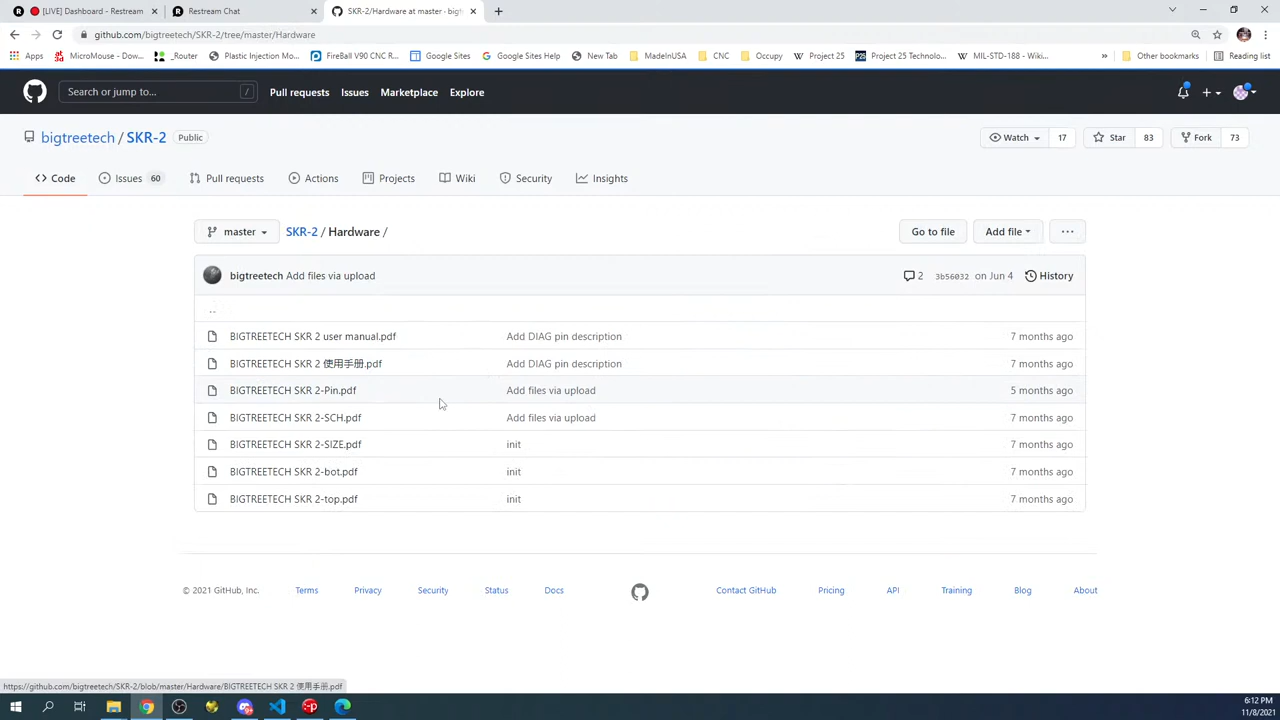 [LIVE] Dashboard - Restream
Restream Chat
SKR-2/Hardware at master · bigt
github.com/bigtreetech/SKR-2/tree/master/Hardware
Apps
MicroMouse - Dow...
_Router
Plastic Injection Mo...
FireBall V90 CNC R...
Google Sites
Google Sites Help
New Tab
MadeInUSA
CNC
Occupy
Project 25
Project 25 Technolo...
MIL-STD-188 - Wiki...
»
Other bookmarks
Reading list
Search or jump to...
/
Pull requests
Issues
Marketplace
Explore
bigtreetech / SKR-2 Public
Watch 17
Star 83
Fork 73
Code
Issues 60
Pull requests
Actions
Projects
Wiki
Security
Insights
master
SKR-2 / Hardware /
Go to file
Add file
...
bigtreetech Add files via upload
2
3b56032 on Jun 4
History
..
BIGTREETECH SKR 2 user manual.pdf Add DIAG pin description 7 months ago
BIGTREETECH SKR 2 使用手册.pdf Add DIAG pin description 7 months ago
BIGTREETECH SKR 2-Pin.pdf Add files via upload 5 months ago
BIGTREETECH SKR 2-SCH.pdf Add files via upload 7 months ago
BIGTREETECH SKR 2-SIZE.pdf init 7 months ago
BIGTREETECH SKR 2-bot.pdf init 7 months ago
BIGTREETECH SKR 2-top.pdf init 7 months ago
© 2021 GitHub, Inc.
Terms
Privacy
Security
Status
Docs
Contact GitHub
Pricing
API
Training
Blog
About
https://github.com/bigtreetech/SKR-2/blob/master/Hardware/BIGTREETECH SKR 2 使用手册.pdf
6:12 PM
11/8/2021